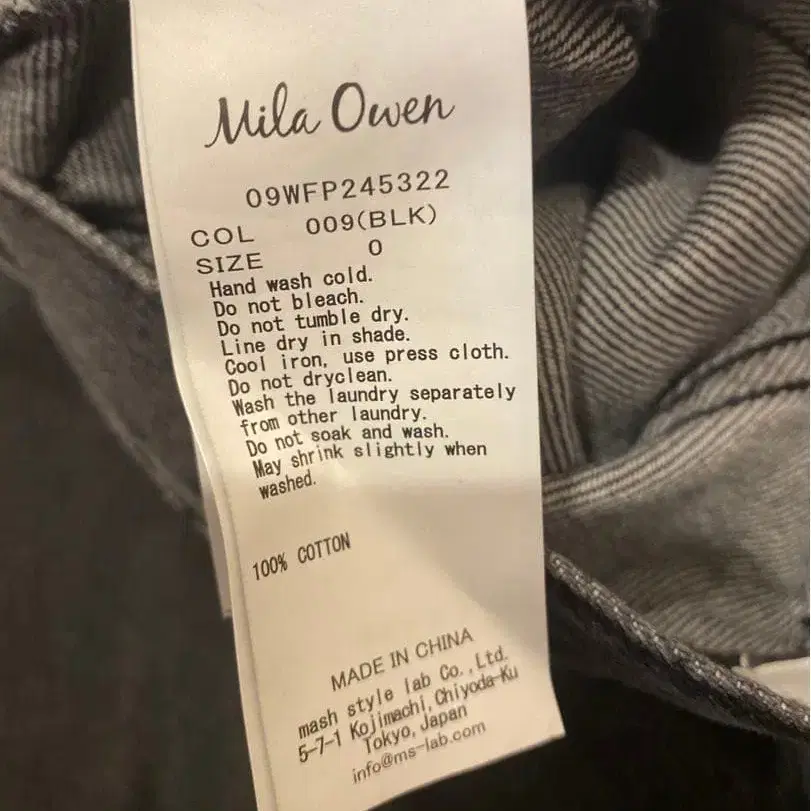 Mila Owen
09WFP245322
COL 009(BLK)
SIZE 0
Hand wash cold.
Do not bleach.
Do not tumble dry.
Line dry in shade.
Cool iron, use press cloth.
Do not dryclean.
Wash the laundry separately
from other laundry.
Do not soak and wash.
May shrink slightly when
washed.
100% COTTON
MADE IN CHINA
mash style lab Co.,Ltd.
5-7-1 Kojimachi,Chiyoda-Ku
Tokyo,Japan
info@ms-lab.com